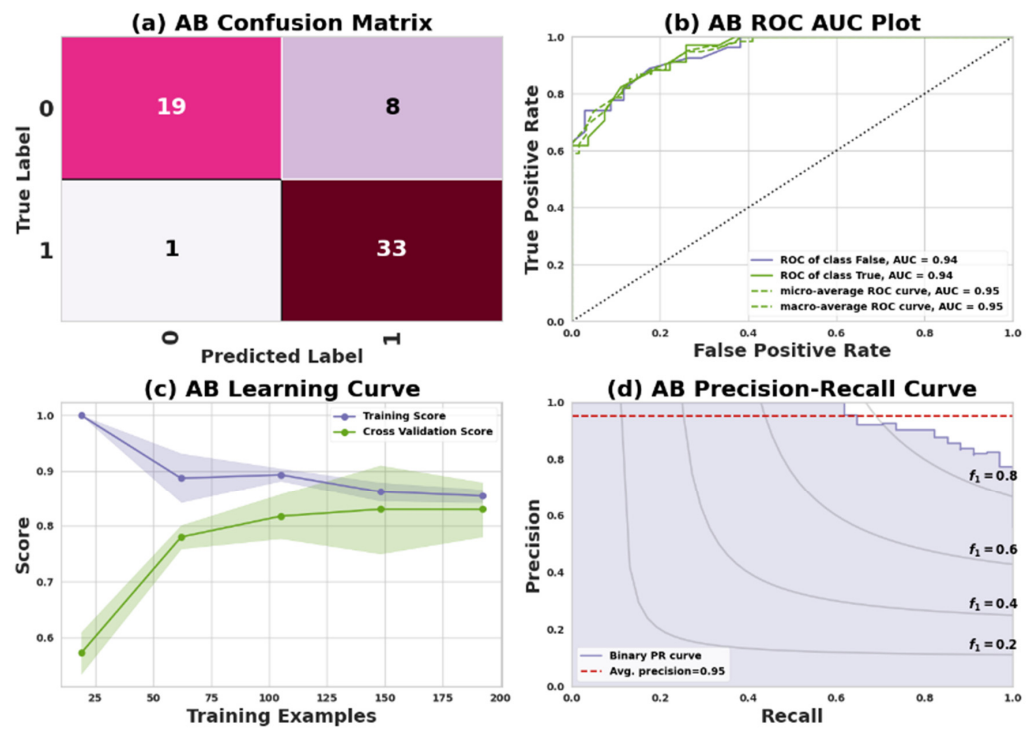 (a) AB Confusion Matrix
True Label
0
19
8
1
1
33
0
1
Predicted Label
(b) AB ROC AUC Plot
True Positive Rate
1.0
0.8
0.6
0.4
0.2
0.0
ROC of class False, AUC = 0.94
ROC of class True, AUC = 0.94
micro-average ROC curve, AUC = 0.95
macro-average ROC curve, AUC = 0.95
0.0 0.2 0.4 0.6 0.8 1.0
False Positive Rate
(c) AB Learning Curve
Score
1.0
0.9
0.8
0.7
0.6
Training Score
Cross Validation Score
25 50 75 100 125 150 175 200
Training Examples
(d) AB Precision-Recall Curve
Precision
1.0
0.8
0.6
0.4
0.2
0.0
f₁=0.8
f₁=0.6
f₁=0.4
f₁=0.2
Binary PR curve
Avg. precision=0.95
0.0 0.2 0.4 0.6 0.8 1.0
Recall